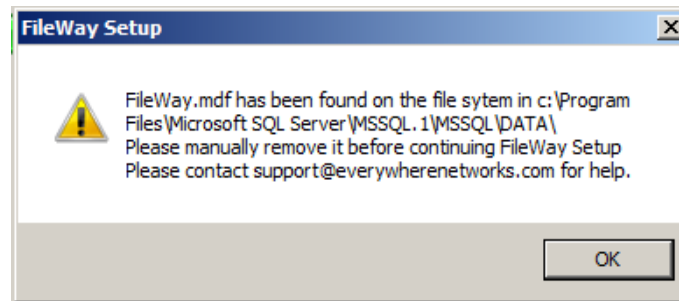 FileWay Setup
FileWay.mdf has been found on the file sytem in c:\Program
Files\Microsoft SQL Server\MSSQL.1\MSSQL\DATA\
Please manually remove it before continuing FileWay Setup
Please contact support@everywherenetworks.com for help.
OK